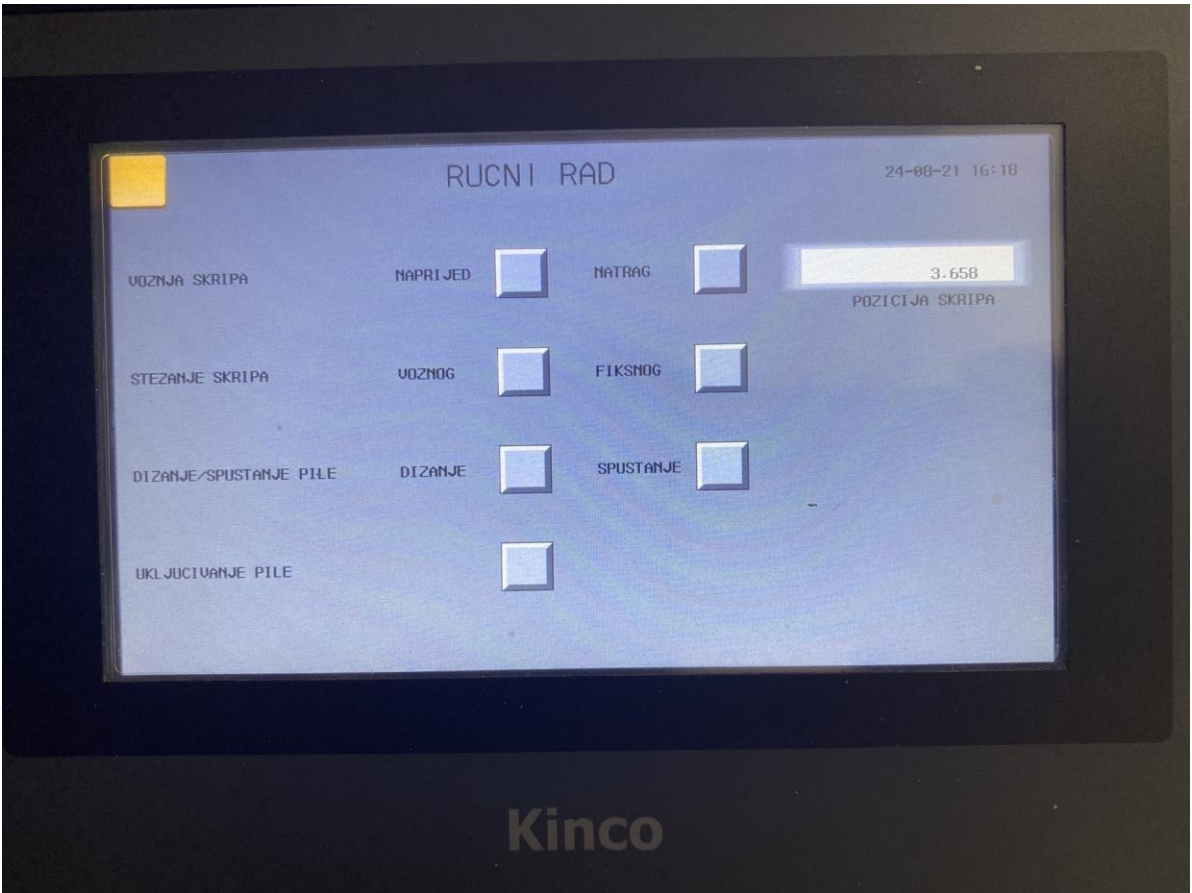 RUCNI RAD 24-08-21 16:18
VOZNJA SKRIPA NAPRIJED NATRAG 3.658
POZICIJA SKRIPA
STEZANJE SKRIPA VOZNOG FIKSNOG
DIZANJE/SPUSTANJE PILE DIZANJE SPUSTANJE
UKLJUCIVANJE PILE
Kinco